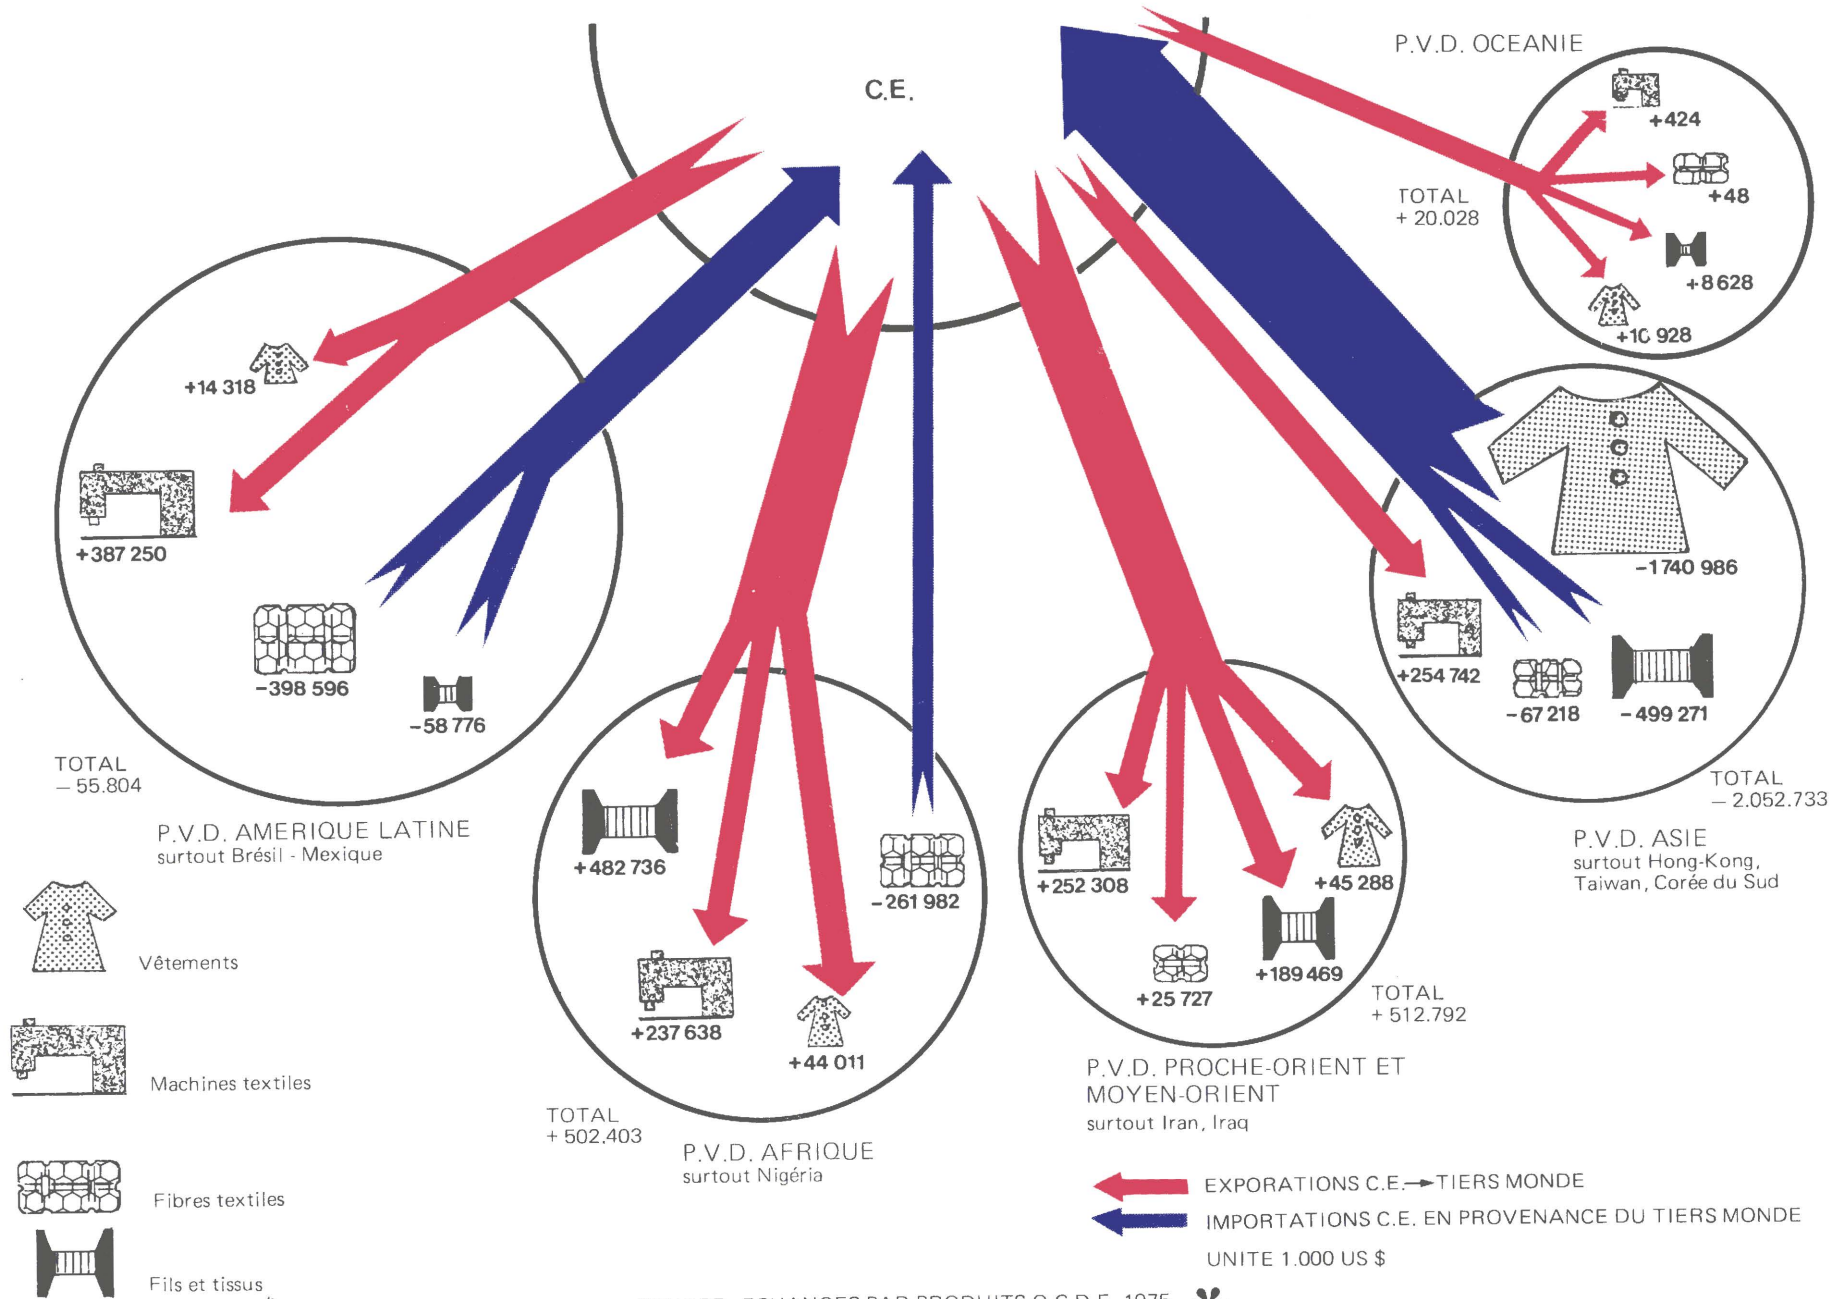 C.E.
P.V.D. OCEANIE
+424
+48
+8 628
+10 928
TOTAL
+ 20.028
+14 318
+387 250
-398 596
-58 776
TOTAL
— 55.804
P.V.D. AMERIQUE LATINE
surtout Brésil - Mexique
+482 736
+237 638
+44 011
-261 982
TOTAL
+ 502.403
P.V.D. AFRIQUE
surtout Nigéria
+252 308
+25 727
+189 469
+45 288
TOTAL
+ 512.792
P.V.D. PROCHE-ORIENT ET
MOYEN-ORIENT
surtout Iran, Iraq
-1 740 986
+254 742
-67 218
-499 271
TOTAL
— 2.052.733
P.V.D. ASIE
surtout Hong-Kong,
Taiwan, Corée du Sud
Vêtements
Machines textiles
Fibres textiles
Fils et tissus
EXPORATIONS C.E.→TIERS MONDE
IMPORTATIONS C.E. EN PROVENANCE DU TIERS MONDE
UNITE 1.000 US $
ECHANGES PAR PRODUITS O.C.D.E. 1975